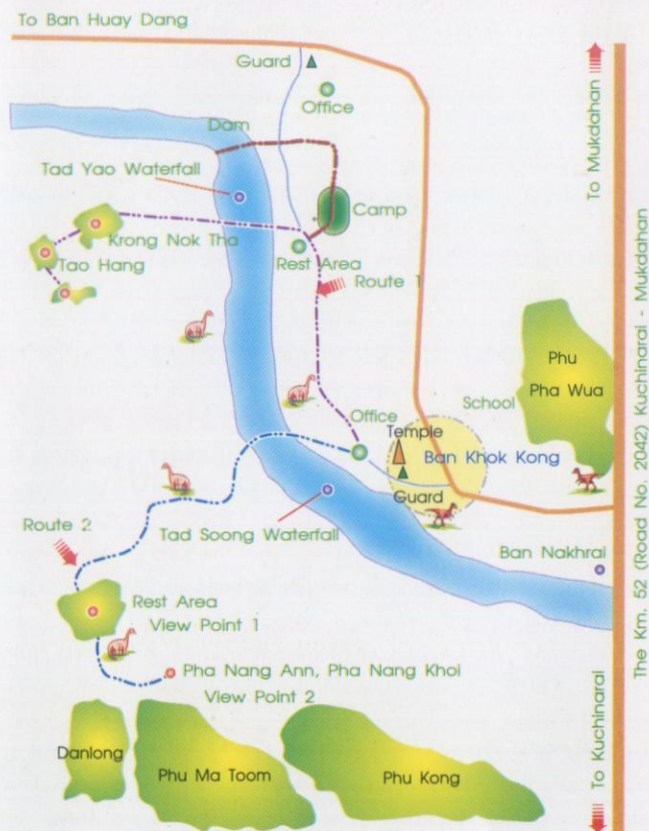 To Ban Huay Dang
Guard
Office
Dam
To Mukdahan
Tad Yao Waterfall
Camp
Krong Nok Tha
Rest Area
Tao Hang
Route 1
The Km. 52 (Road No. 2042) Kuchinarai - Mukdahan
Phu
Pha Wua
School
Office
Temple
Ban Khok Kong
Guard
Route 2
Tad Soong Waterfall
Ban Nakhrai
Rest Area
View Point 1
Pha Nang Ann, Pha Nang Khoi
View Point 2
To Kuchinarai
Danlong
Phu Ma Toom
Phu Kong